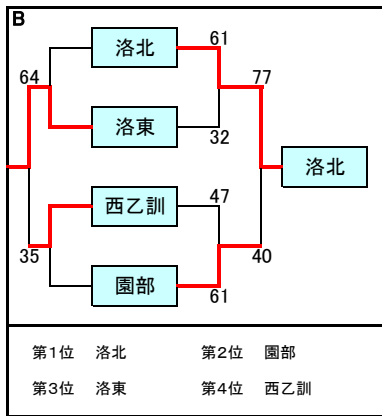 B
洛北
61
64
77
洛東
32
洛北
西乙訓
47
35
40
園部
61
第1位 洛北 第2位 園部
第3位 洛東 第4位 西乙訓